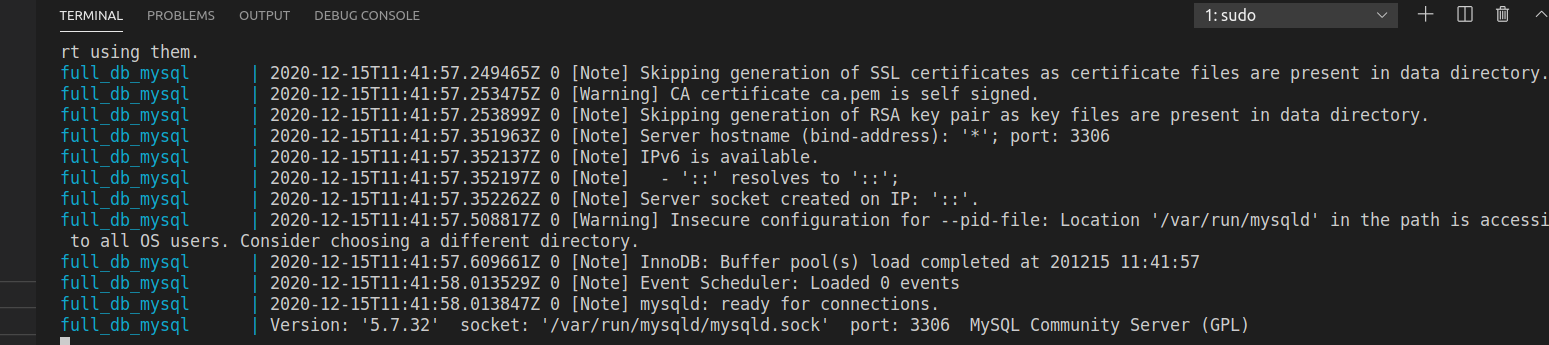 TERMINAL PROBLEMS OUTPUT DEBUG CONSOLE 1: sudo
rt using them.
full_db_mysql | 2020-12-15T11:41:57.249465Z 0 [Note] Skipping generation of SSL certificates as certificate files are present in data directory.
full_db_mysql | 2020-12-15T11:41:57.253475Z 0 [Warning] CA certificate ca.pem is self signed.
full_db_mysql | 2020-12-15T11:41:57.253899Z 0 [Note] Skipping generation of RSA key pair as key files are present in data directory.
full_db_mysql | 2020-12-15T11:41:57.351963Z 0 [Note] Server hostname (bind-address): '*'; port: 3306
full_db_mysql | 2020-12-15T11:41:57.352137Z 0 [Note] IPv6 is available.
full_db_mysql | 2020-12-15T11:41:57.352197Z 0 [Note]   - '::' resolves to '::';
full_db_mysql | 2020-12-15T11:41:57.352262Z 0 [Note] Server socket created on IP: '::'.
full_db_mysql | 2020-12-15T11:41:57.508817Z 0 [Warning] Insecure configuration for --pid-file: Location '/var/run/mysqld' in the path is accessi
to all OS users. Consider choosing a different directory.
full_db_mysql | 2020-12-15T11:41:57.609661Z 0 [Note] InnoDB: Buffer pool(s) load completed at 201215 11:41:57
full_db_mysql | 2020-12-15T11:41:58.013529Z 0 [Note] Event Scheduler: Loaded 0 events
full_db_mysql | 2020-12-15T11:41:58.013847Z 0 [Note] mysqld: ready for connections.
full_db_mysql | Version: '5.7.32'  socket: '/var/run/mysqld/mysqld.sock'  port: 3306  MySQL Community Server (GPL)